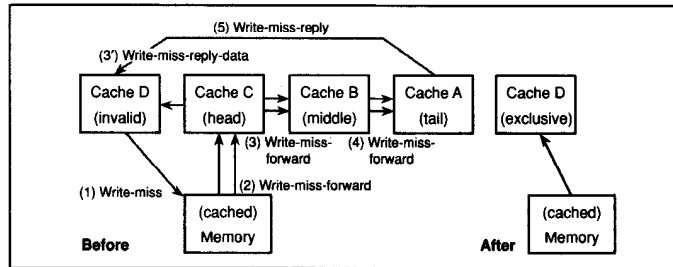 (5) Write-miss-reply
(3') Write-miss-reply-data
Cache D
(invalid)
Cache C
(head)
Cache B
(middle)
Cache A
(tail)
Cache D
(exclusive)
(3) Write-miss-
forward
(4) Write-miss-
forward
(1) Write-miss
(2) Write-miss-forward
(cached)
Memory
(cached)
Memory
Before
After